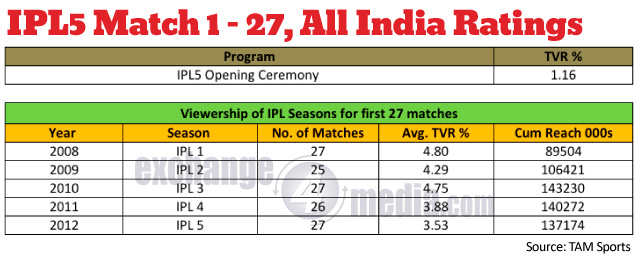 IPL5 Match 1 - 27, All India Ratings
Program TVR %
IPL5 Opening Ceremony 1.16
Viewership of IPL Seasons for first 27 matches
Year Season No. of Matches Avg. TVR % Cum Reach 000s
2008 IPL 1 27 4.80 89504
2009 IPL 2 25 4.29 106421
2010 IPL 3 27 4.75 143230
2011 IPL 4 26 3.88 140272
2012 IPL 5 27 3.53 137174
exchange
4
media.com
Source: TAM Sports